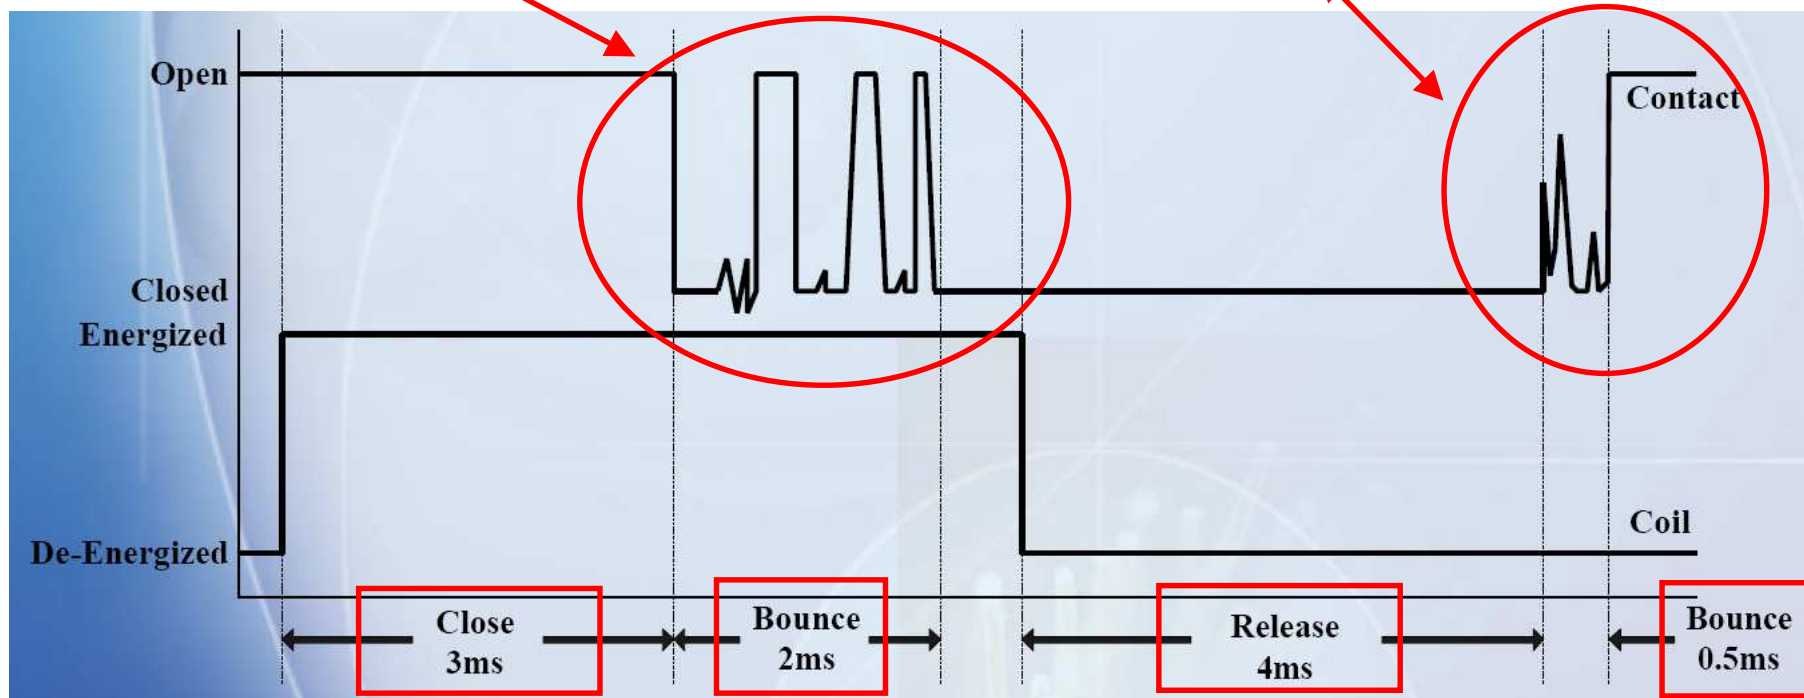 Open
Contact
Closed
Energized
Coil
De-Energized
Close
3ms
Bounce
2ms
Release
4ms
Bounce
0.5ms